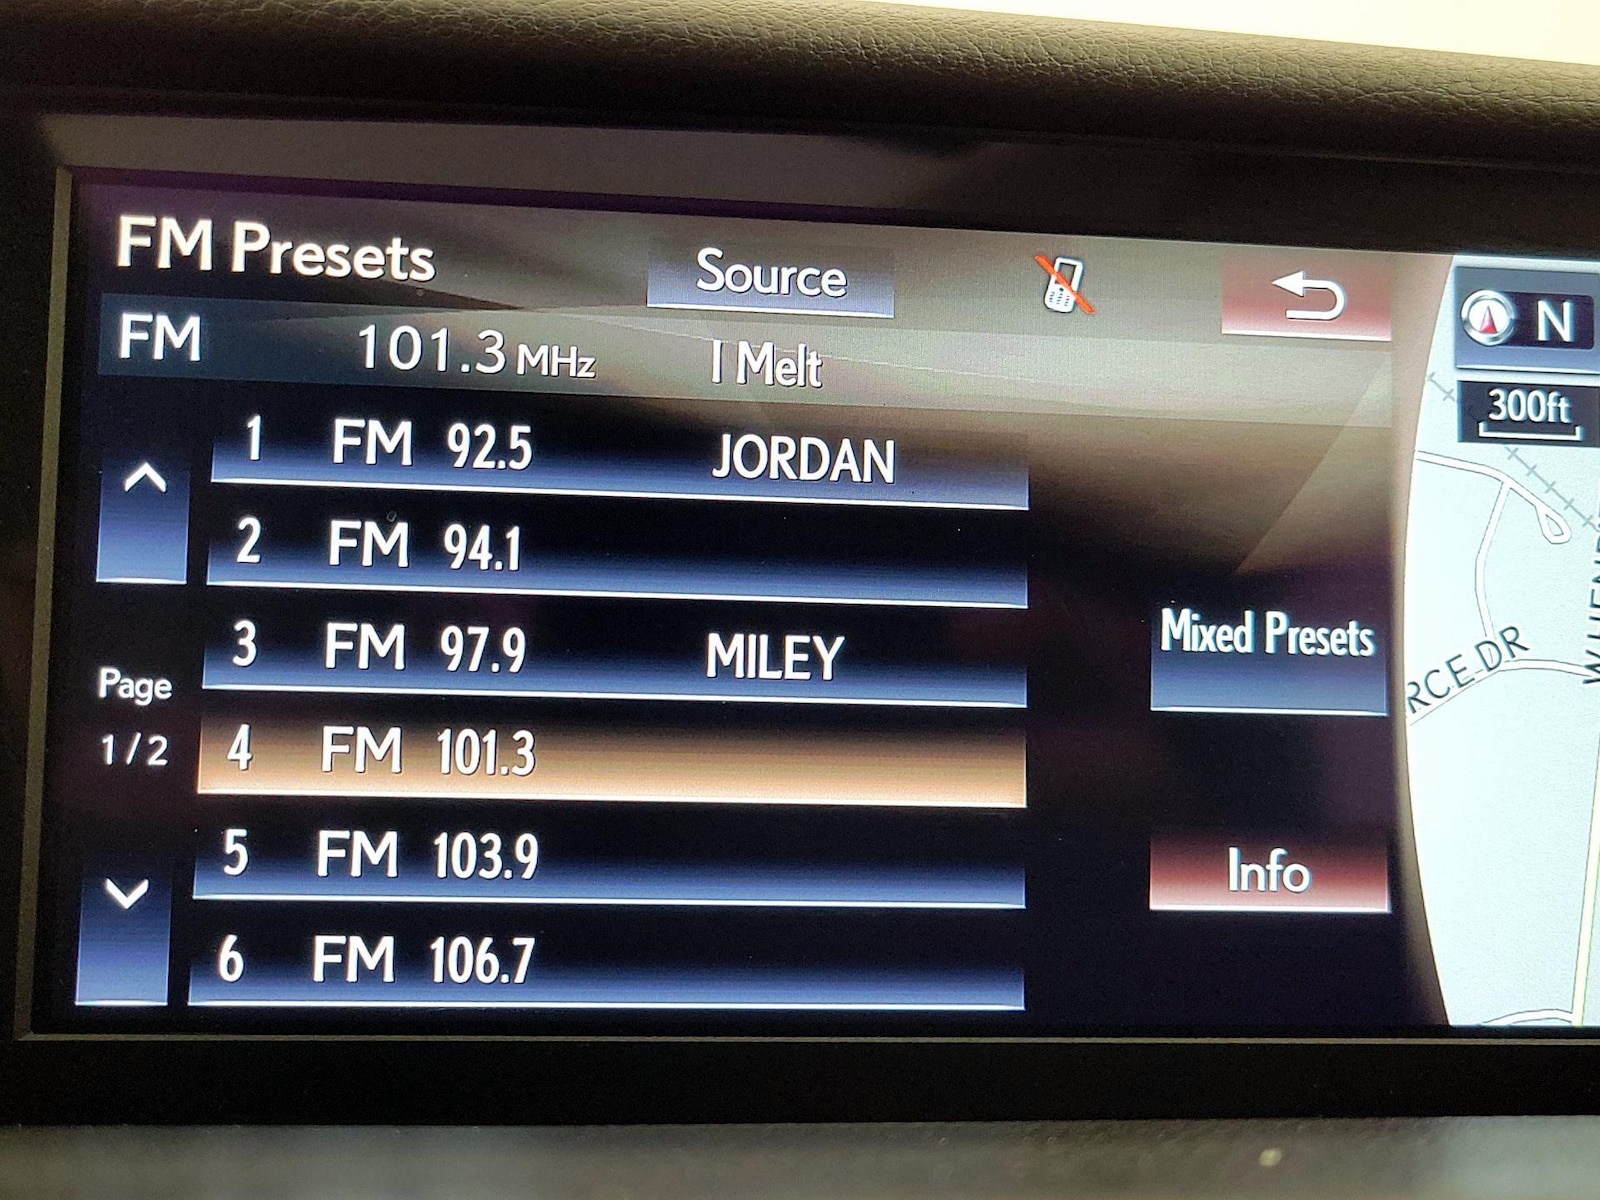 FM Presets
Source
FM 101.3 MHz I Melt
N
300ft
1 FM 92.5 JORDAN
2 FM 94.1
3 FM 97.9 MILEY
Page
1 / 2
4 FM 101.3
5 FM 103.9
6 FM 106.7
Mixed Presets
Info
RCE DR